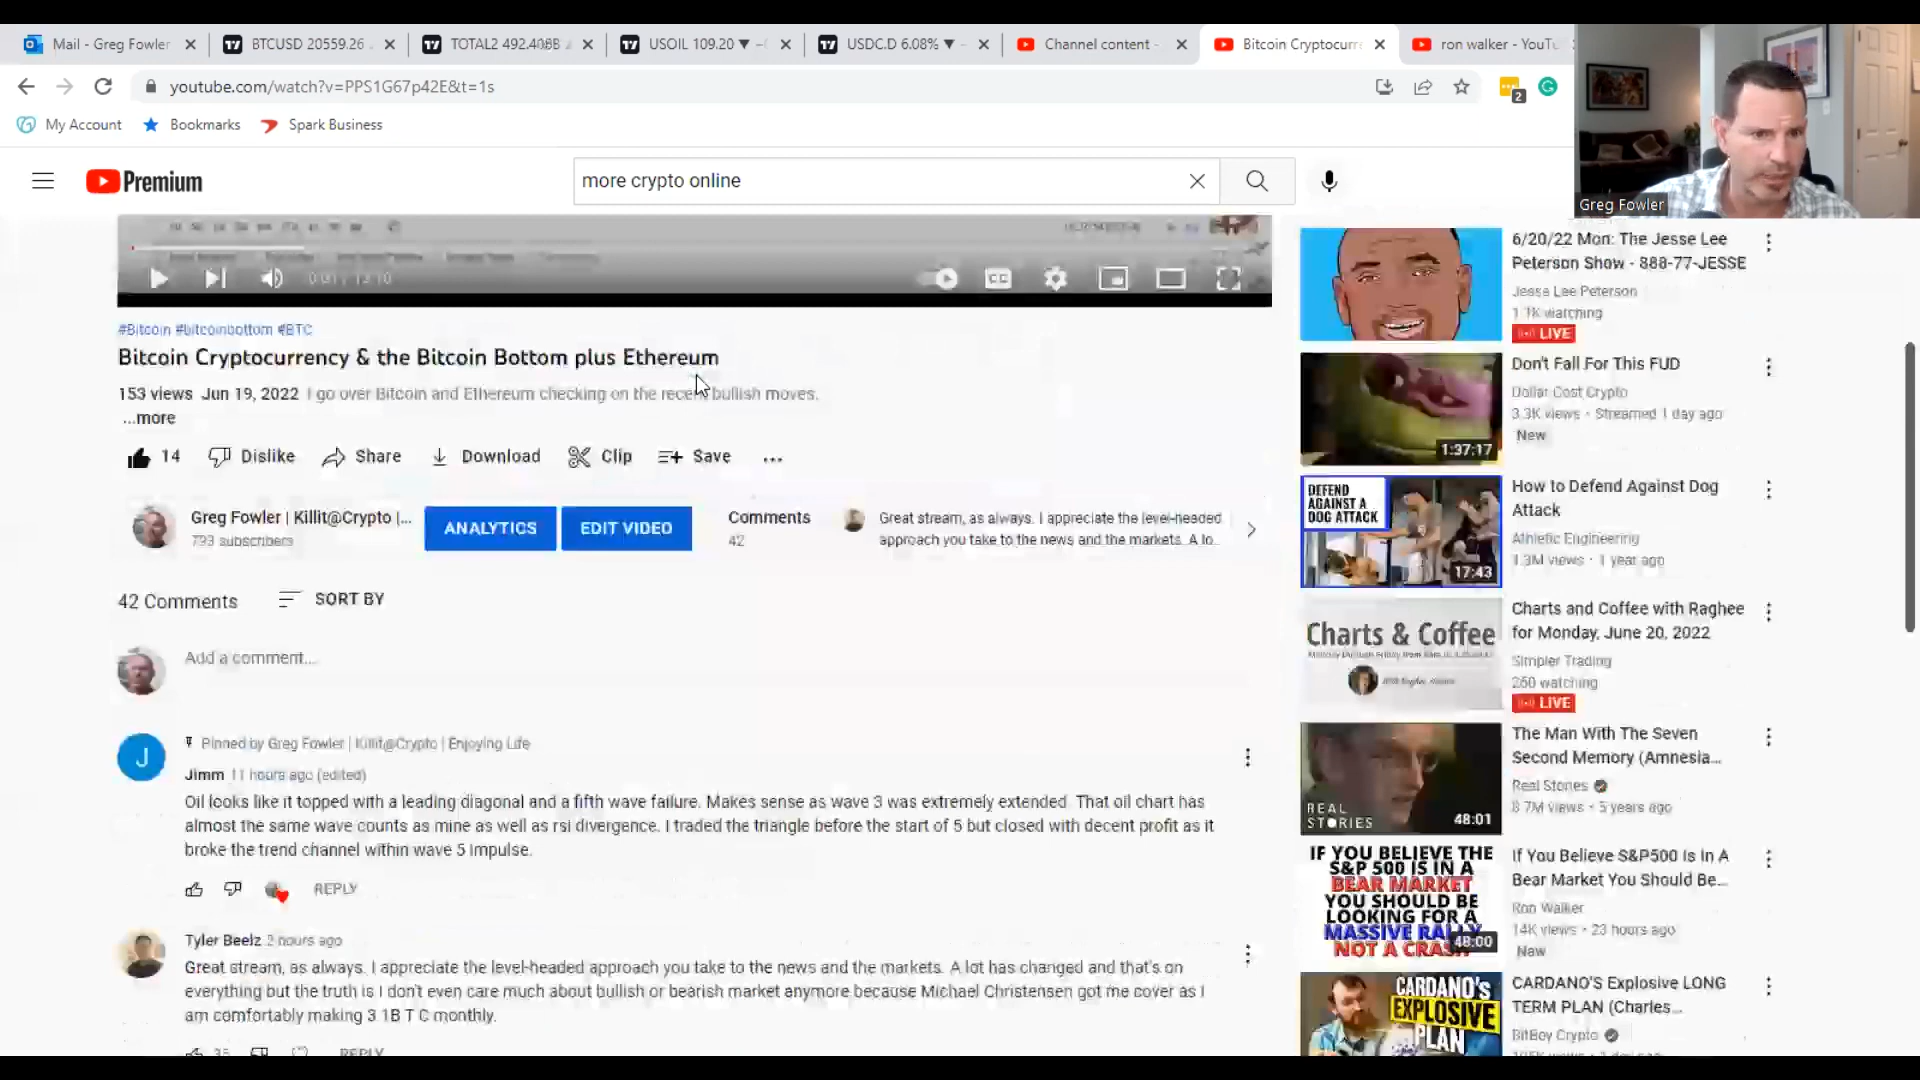 Mail - Greg Fowler
BTCUSD 20559.26
TOTAL2 492.408B
USOIL 109.20 ▼
USDC.D 6.08% ▼
Channel content -
Bitcoin Cryptocurr
ron walker - YouTu
youtube.com/watch?v=PPS1G67p42E&t=1s
2
My Account
Bookmarks
Spark Business
Premium
more crypto online
Greg Fowler
CC
#Bitcoin #bitcoinbottom #BTC
Bitcoin Cryptocurrency & the Bitcoin Bottom plus Ethereum
153 views Jun 19, 2022 I go over Bitcoin and Ethereum checking on the recent bullish moves.
...more
14 Dislike Share Download Clip Save ...
Greg Fowler | Killit@Crypto |...
793 subscribers
ANALYTICS
EDIT VIDEO
Comments
42
Great stream, as always. I appreciate the level-headed
approach you take to the news and the markets. A lo...
42 Comments
SORT BY
Add a comment...
J
Pinned by Greg Fowler | Killit@Crypto | Enjoying Life
Jimm 11 hours ago (edited)
Oil looks like it topped with a leading diagonal and a fifth wave failure. Makes sense as wave 3 was extremely extended. That oil chart has
almost the same wave counts as mine as well as rsi divergence. I traded the triangle before the start of 5 but closed with decent profit as it
broke the trend channel within wave 5 impulse.
REPLY
Tyler Beelz 2 hours ago
Great stream, as always. I appreciate the level-headed approach you take to the news and the markets. A lot has changed and that's on
everything but the truth is I don't even care much about bullish or bearish market anymore because Michael Christensen got me cover as I
am comfortably making 3 1B T C monthly.
35
REPLY
6/20/22 Mon: The Jesse Lee
Peterson Show - 888-77-JESSE
Jesse Lee Peterson
1.1K watching
LIVE
1:37:17
Don't Fall For This FUD
Dollar Cost Crypto
3.3K views • Streamed 1 day ago
New
DEFEND
AGAINST A
DOG ATTACK
17:43
How to Defend Against Dog
Attack
Athletic Engineering
1.3M views • 1 year ago
Charts & Coffee
Charts and Coffee with Raghee
for Monday, June 20, 2022
Simpler Trading
260 watching
LIVE
REAL
STORIES
48:01
The Man With The Seven
Second Memory (Amnesia...
Real Stories
8.7M views • 5 years ago
IF YOU BELIEVE THE
S&P 500 IS IN A
BEAR MARKET
YOU SHOULD BE
LOOKING FOR A
MASSIVE RALLY
NOT A CRASH
48:00
If You Believe S&P500 Is In A
Bear Market You Should Be...
Ron Walker
14K views • 23 hours ago
New
CARDANO'S
EXPLOSIVE
PLAN
CARDANO'S Explosive LONG
TERM PLAN (Charles...
BitBoy Crypto